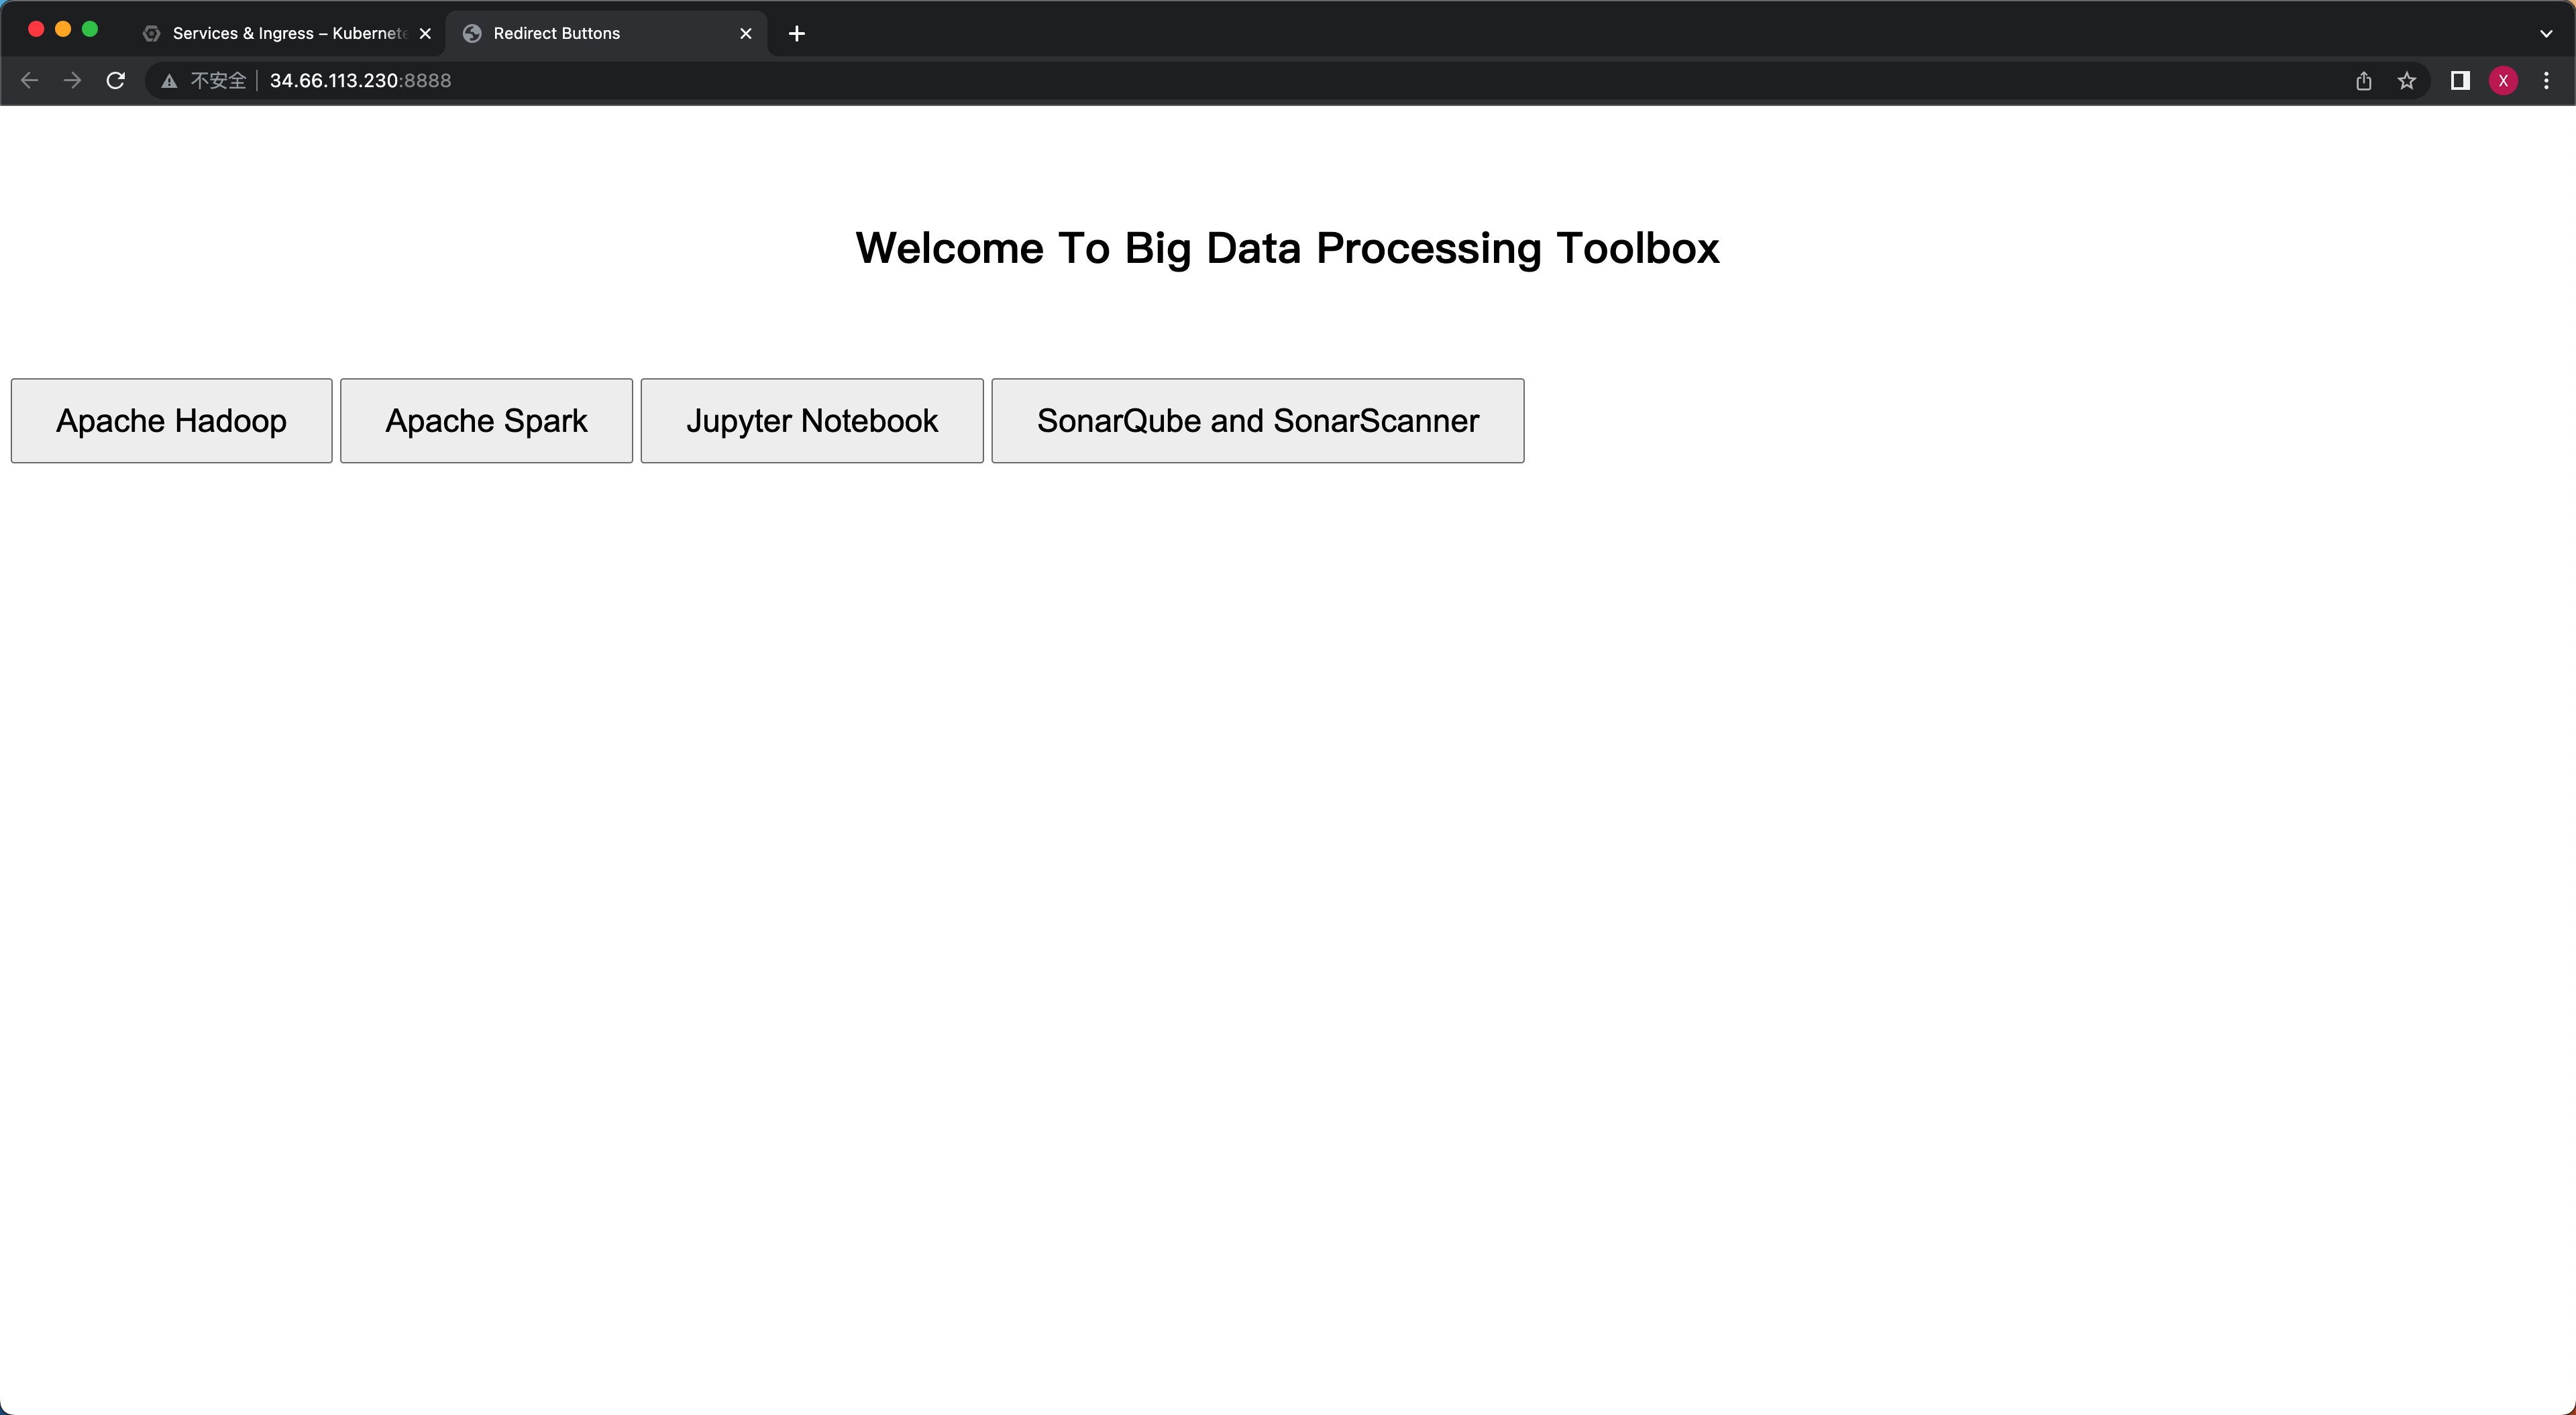 Services & Ingress – Kubernete
Redirect Buttons
不安全 34.66.113.230:8888
X
Welcome To Big Data Processing Toolbox
Apache Hadoop Apache Spark Jupyter Notebook SonarQube and SonarScanner